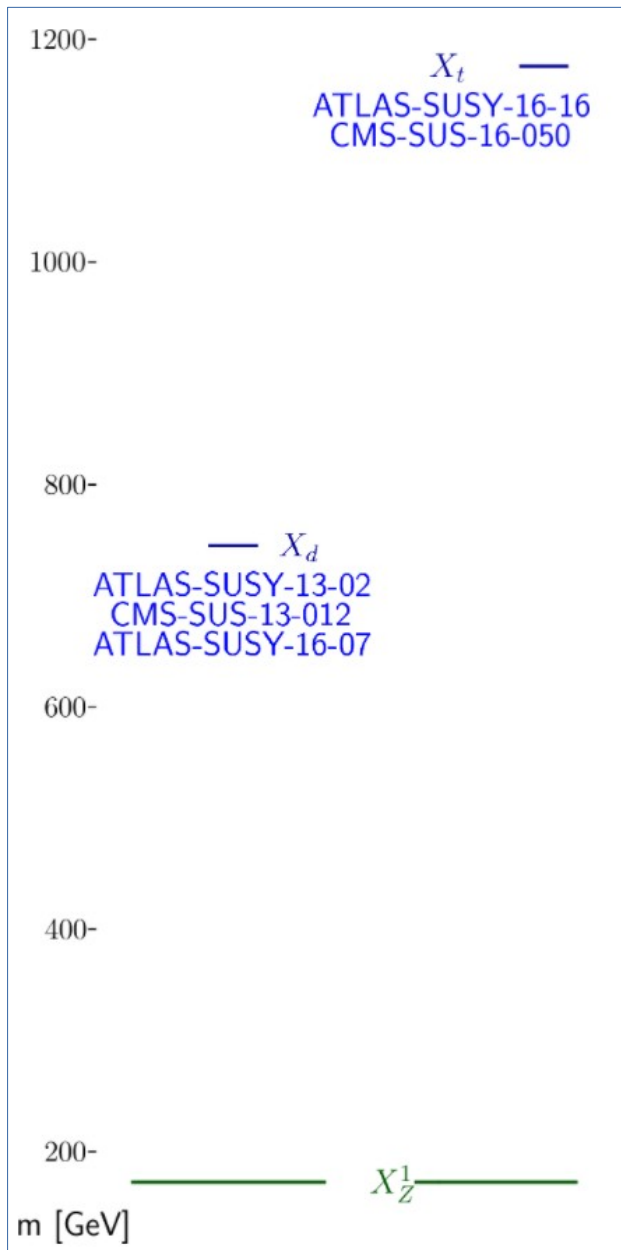 1200-
X_t
ATLAS-SUSY-16-16
CMS-SUS-16-050
1000-
800-
X_d
ATLAS-SUSY-13-02
CMS-SUS-13-012
ATLAS-SUSY-16-07
600-
400-
200-
X_Z^1
m [GeV]